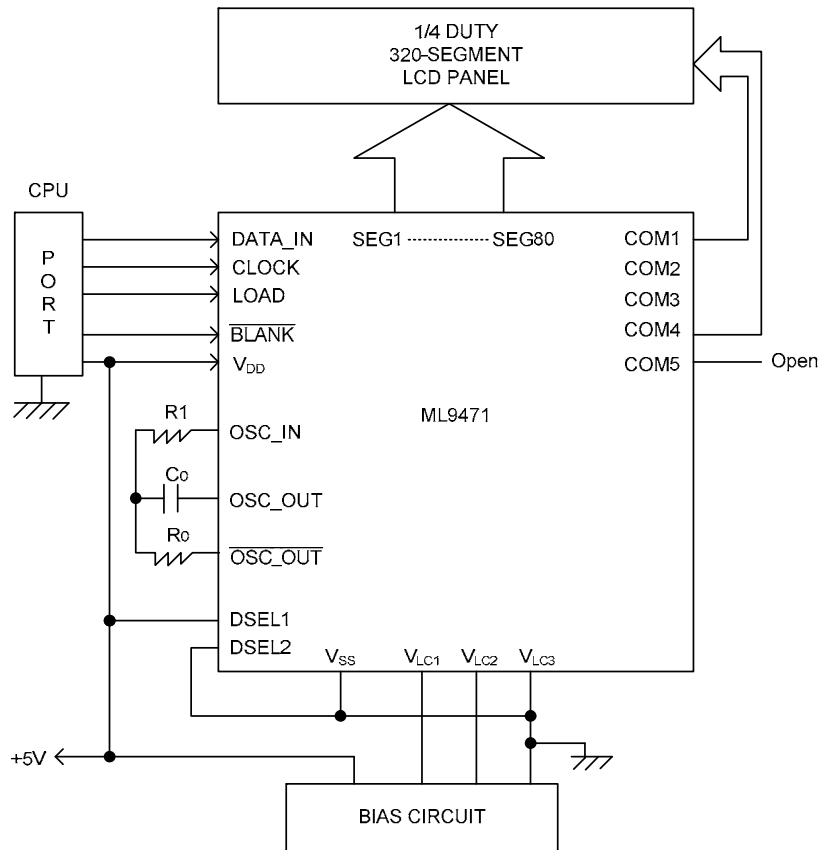 1/4 DUTY
320-SEGMENT
LCD PANEL
CPU
PORT
DATA_IN
CLOCK
LOAD
BLANK
VDD
SEG1 ---------- SEG80
COM1
COM2
COM3
COM4
COM5
Open
ML9471
R1
OSC_IN
C0
OSC_OUT
R0
OSC_OUT
DSEL1
DSEL2
VSS
VLC1
VLC2
VLC3
+5V
BIAS CIRCUIT